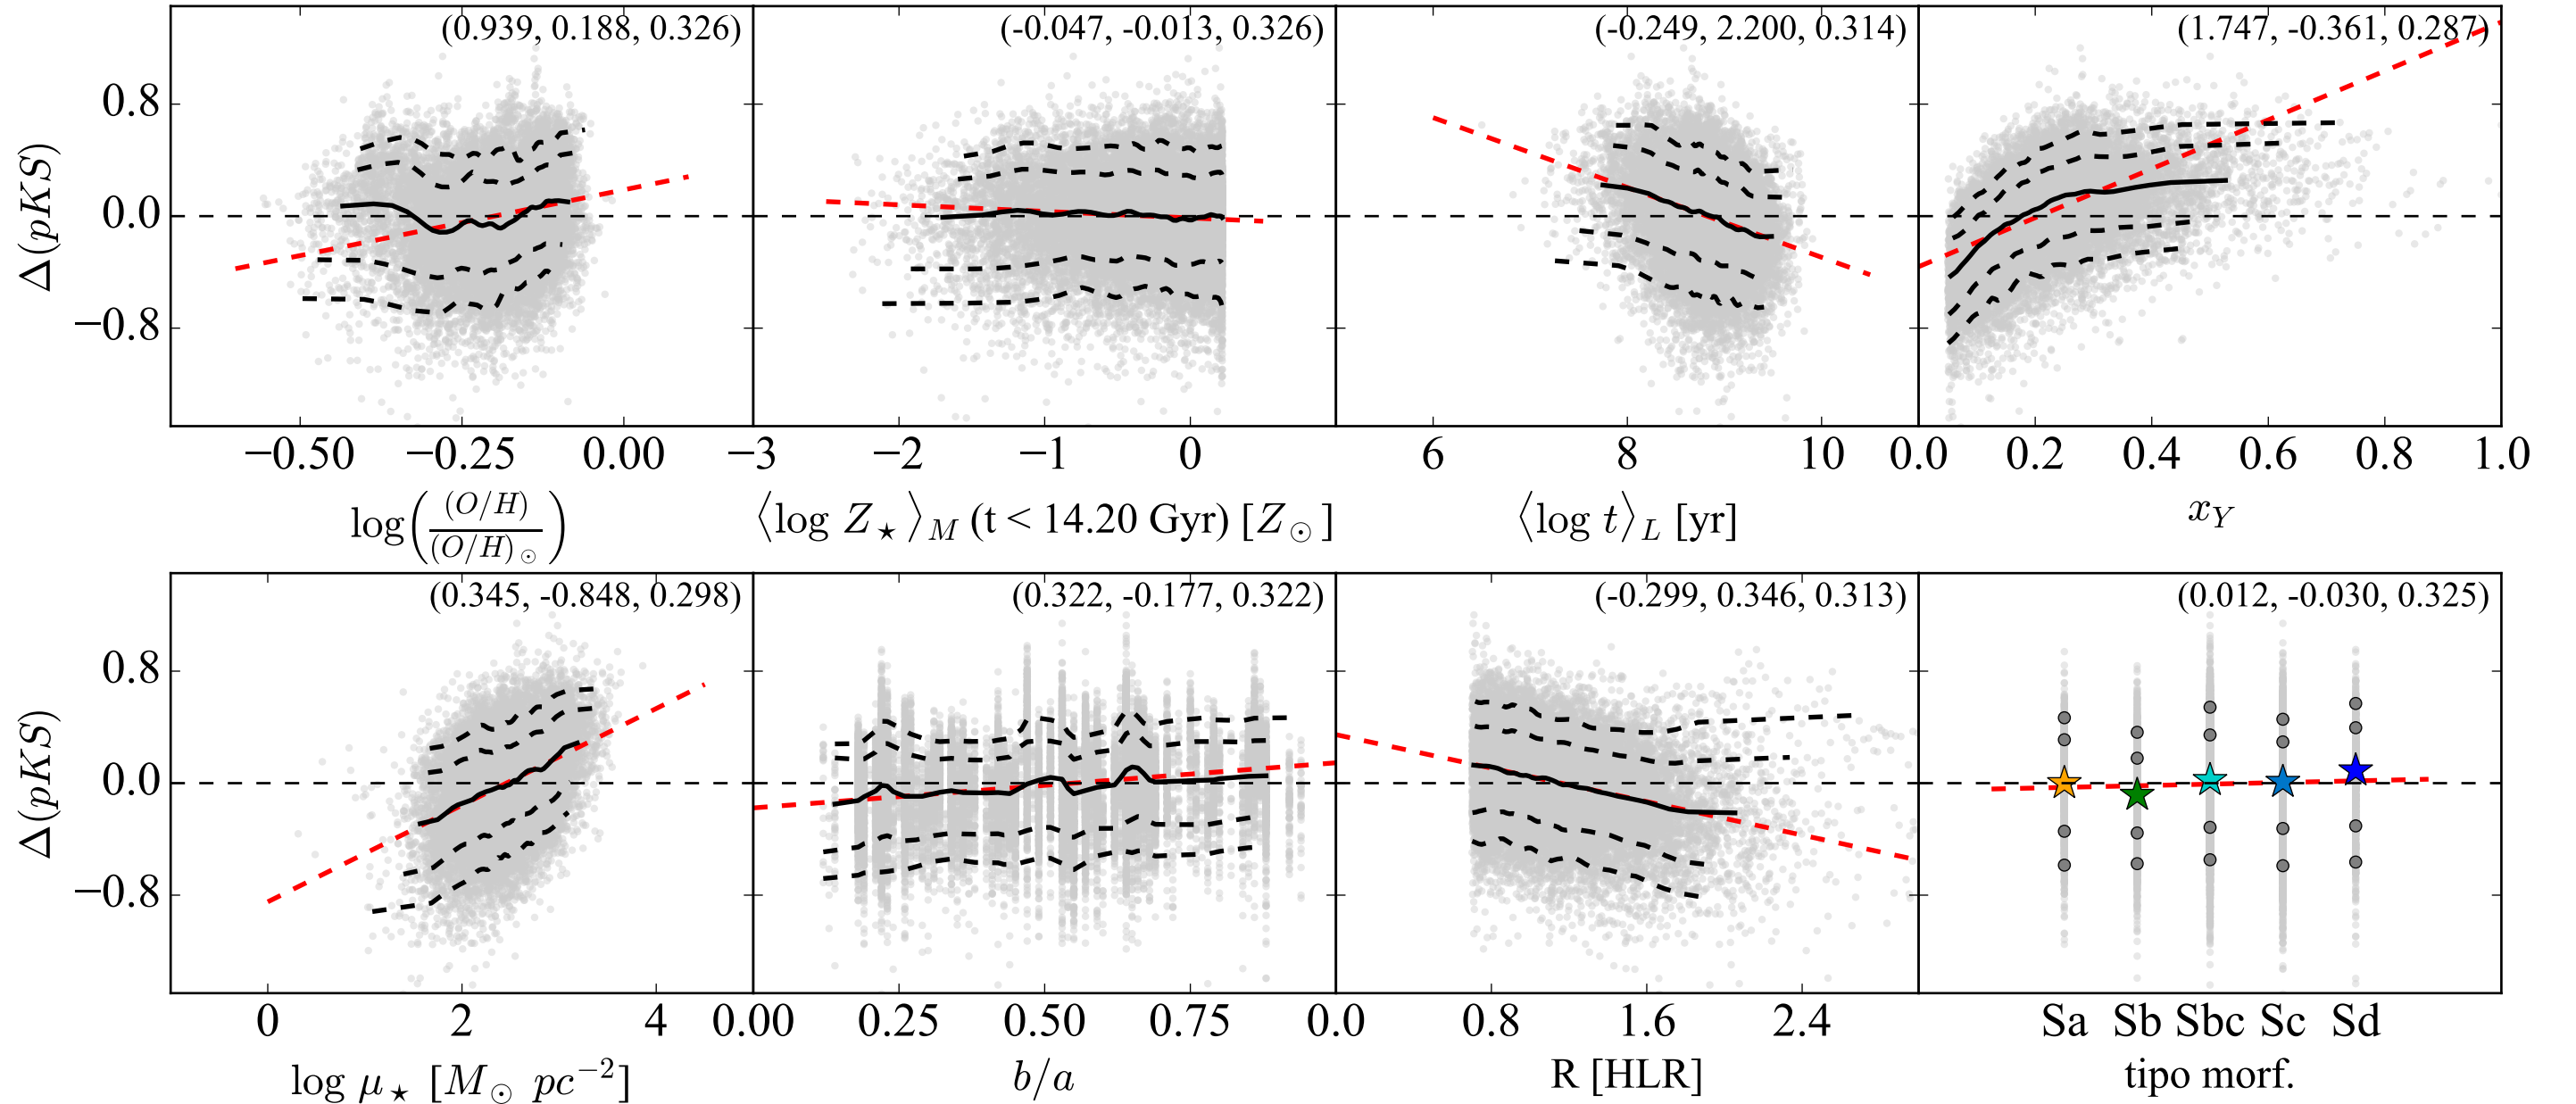 (0.939, 0.188, 0.326) (-0.047, -0.013, 0.326) (-0.249, 2.200, 0.314) (1.747, -0.361, 0.287)
Δ(pKS)
0.8
0.0
−0.8
−0.50 −0.25 0.00 −3 −2 −1 0 6 8 10 0.0 0.2 0.4 0.6 0.8 1.0
log((O/H)/(O/H)⊙) ⟨log Z⋆⟩M (t < 14.20 Gyr) [Z⊙] ⟨log t⟩L [yr] xY
(0.345, -0.848, 0.298) (0.322, -0.177, 0.322) (-0.299, 0.346, 0.313) (0.012, -0.030, 0.325)
Δ(pKS)
0.8
0.0
−0.8
0 2 4 0.00 0.25 0.50 0.75 0.0 0.8 1.6 2.4 Sa Sb Sbc Sc Sd
log μ⋆ [M⊙ pc⁻²] b/a R [HLR] tipo morf.